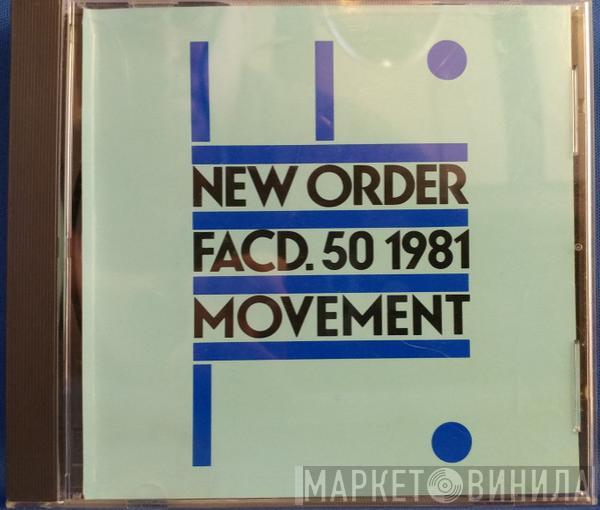 NEW ORDER
FACD. 50 1981
MOVEMENT
МАРКЕТ ВИНИЛА